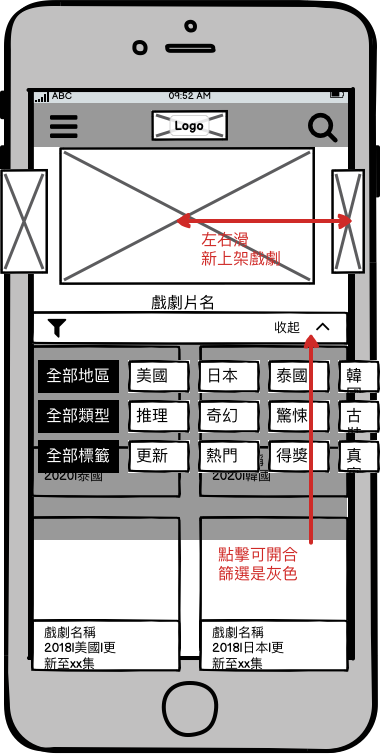 ABC 09:52 AM
Logo
左右滑
新上架戲劇
戲劇片名
收起
全部地區 美國 日本 泰國 韓國
全部類型 推理 奇幻 驚悚 古裝
全部標籤 更新 熱門 得獎 真實
2020|泰國 2020|韓國
點擊可開合
篩選是灰色
戲劇名稱 戲劇名稱
2018|美國|更 2018|日本|更
新至xx集 新至xx集